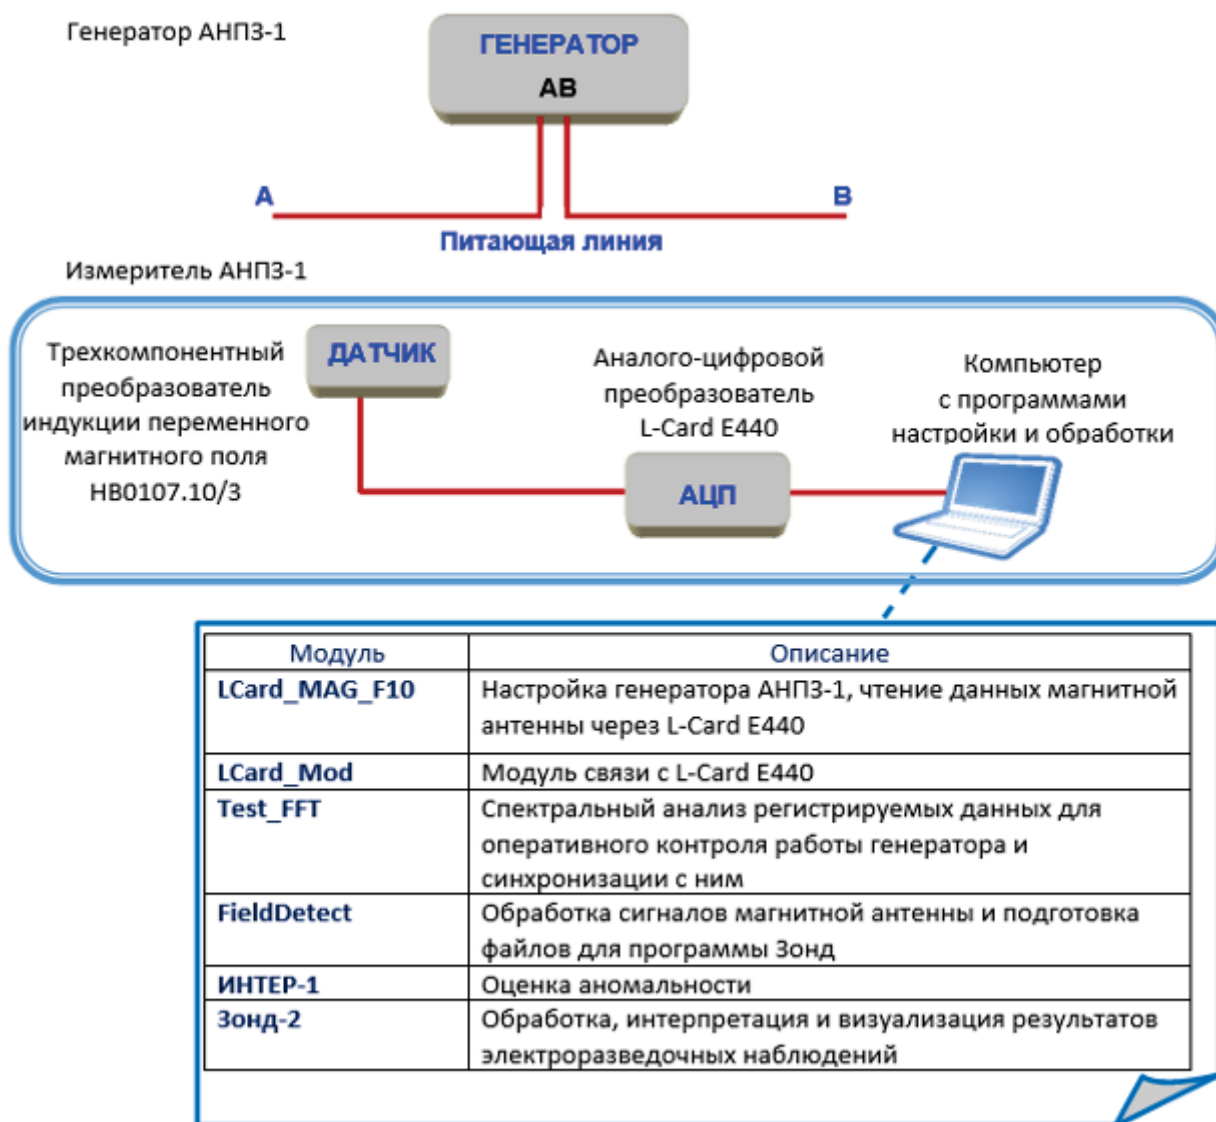 Генератор АНПЗ-1
ГЕНЕРАТОР
АВ
А
В
Питающая линия
Измеритель АНПЗ-1
Трехкомпонентный
преобразователь
индукции переменного
магнитного поля
НВ0107.10/3
ДАТЧИК
Аналого-цифровой
преобразователь
L-Card E440
АЦП
Компьютер
с программами
настройки и обработки
Модуль
Описание
LCard_MAG_F10
Настройка генератора АНПЗ-1, чтение данных магнитной
антенны через L-Card E440
LCard_Mod
Модуль связи с L-Card E440
Test_FFT
Спектральный анализ регистрируемых данных для
оперативного контроля работы генератора и
синхронизации с ним
FieldDetect
Обработка сигналов магнитной антенны и подготовка
файлов для программы Зонд
ИНТЕР-1
Оценка аномальности
Зонд-2
Обработка, интерпретация и визуализация результатов
электроразведочных наблюдений